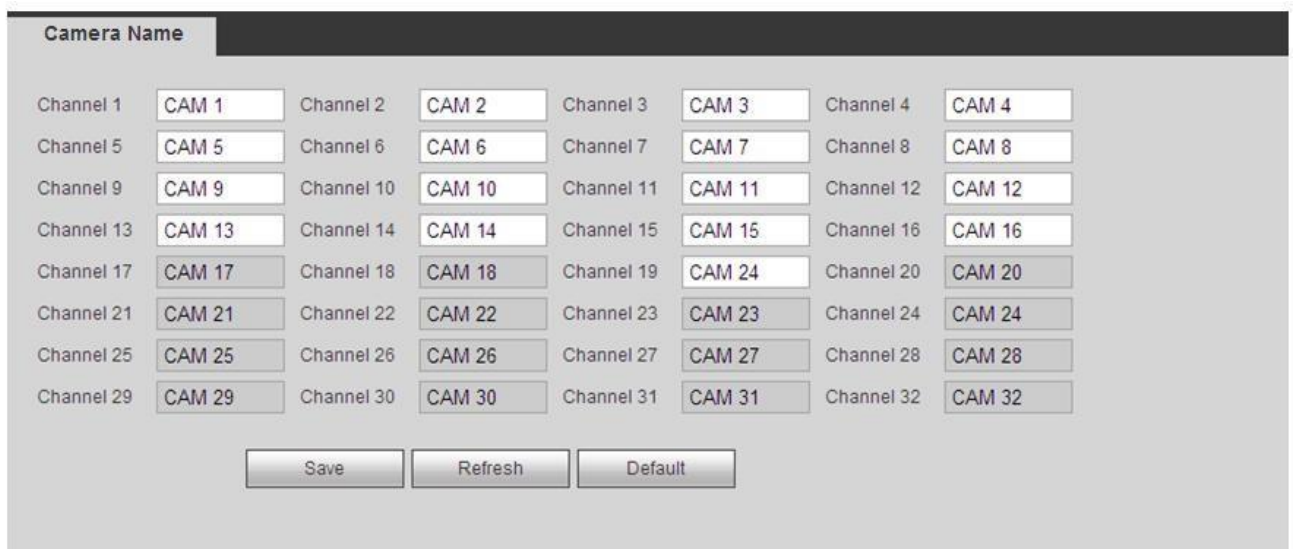 Camera Name
Channel 1 CAM 1 Channel 2 CAM 2 Channel 3 CAM 3 Channel 4 CAM 4
Channel 5 CAM 5 Channel 6 CAM 6 Channel 7 CAM 7 Channel 8 CAM 8
Channel 9 CAM 9 Channel 10 CAM 10 Channel 11 CAM 11 Channel 12 CAM 12
Channel 13 CAM 13 Channel 14 CAM 14 Channel 15 CAM 15 Channel 16 CAM 16
Channel 17 CAM 17 Channel 18 CAM 18 Channel 19 CAM 24 Channel 20 CAM 20
Channel 21 CAM 21 Channel 22 CAM 22 Channel 23 CAM 23 Channel 24 CAM 24
Channel 25 CAM 25 Channel 26 CAM 26 Channel 27 CAM 27 Channel 28 CAM 28
Channel 29 CAM 29 Channel 30 CAM 30 Channel 31 CAM 31 Channel 32 CAM 32
Save Refresh Default